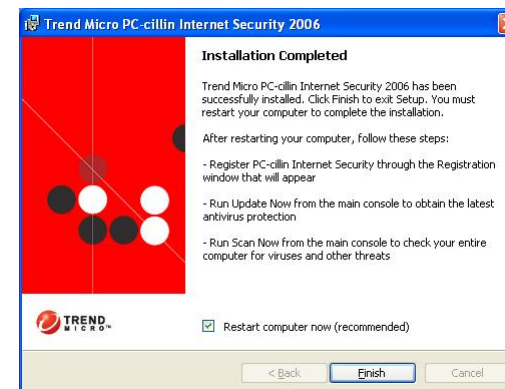 Trend Micro PC-cillin Internet Security 2006
Installation Completed
Trend Micro PC-cillin Internet Security 2006 has been
successfully installed. Click Finish to exit Setup. You must
restart your computer to complete the installation.
After restarting your computer, follow these steps:
- Register PC-cillin Internet Security through the Registration
window that will appear
- Run Update Now from the main console to obtain the latest
antivirus protection
- Run Scan Now from the main console to check your entire
computer for viruses and other threats
TREND
MICRO™
Restart computer now (recommended)
< Back
Finish
Cancel